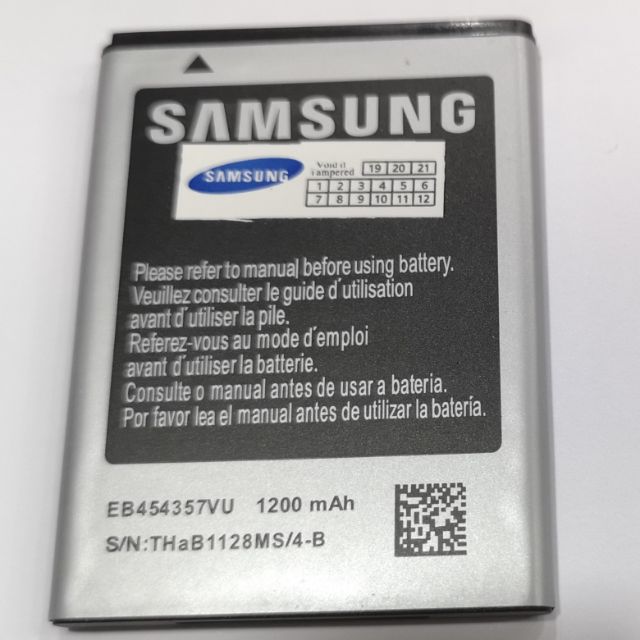 SAMSUNG
SAMSUNG
Void if
tampered
19 20 21
1 2 3 4 5 6
7 8 9 10 11 12
Please refer to manual before using battery.
Veuillez consulter le guide d'utilisation
avant d'utiliser la pile.
Referez-vous au mode d'emploi
avant d'utiliser la batterie.
Consulte o manual antes de usar a bateria.
Por favor lea el manual antes de utilizar la batería.
EB454357VU 1200 mAh
S/N:THaB1128MS/4-B